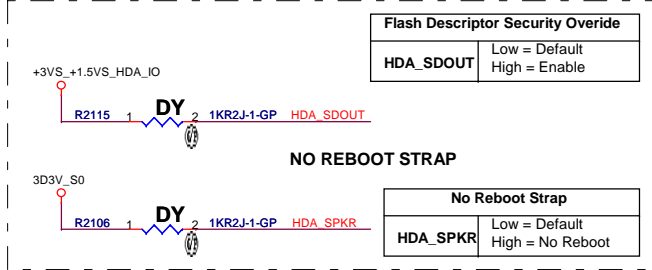 Flash Descriptor Security Overide
HDA_SDOUT
Low = Default
High = Enable
+3VS_+1.5VS_HDA_IO
R2115 1 DY 2 1KR2J-1-GP HDA_SDOUT
NO REBOOT STRAP
3D3V_S0
R2106 1 DY 2 1KR2J-1-GP HDA_SPKR
No Reboot Strap
HDA_SPKR
Low = Default
High = No Reboot